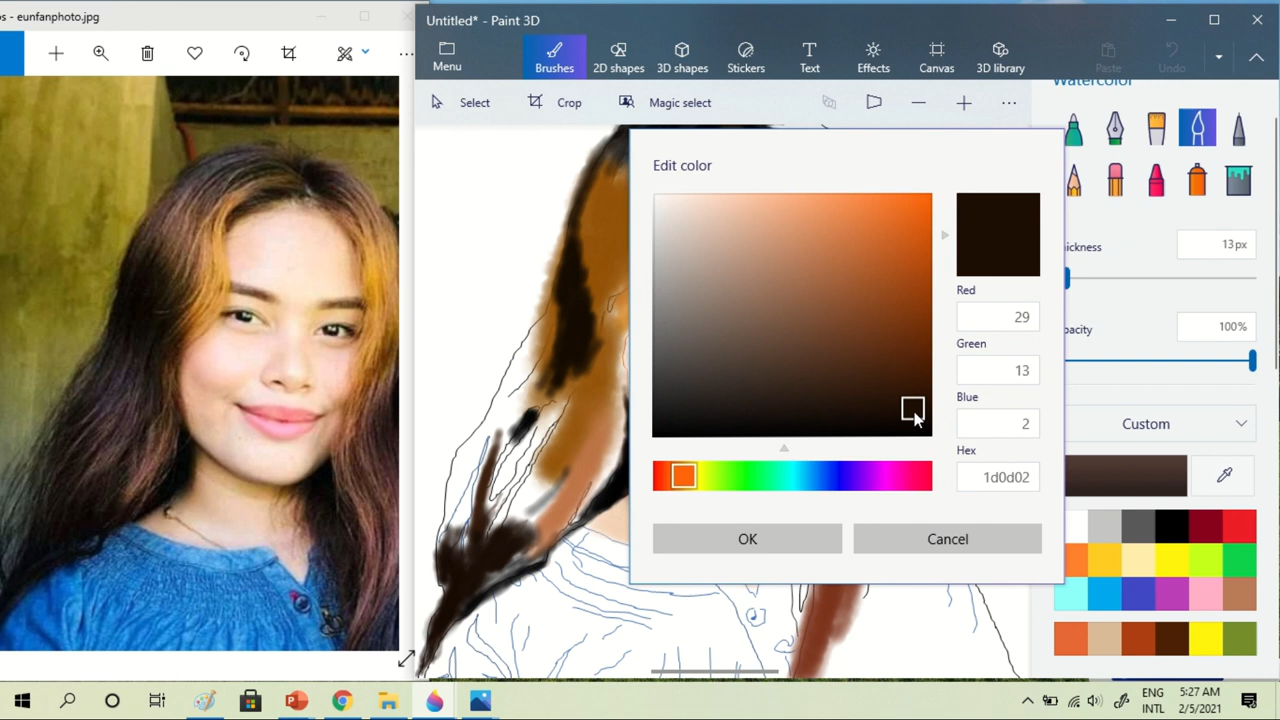 os - eunfanphoto.jpg
Untitled* - Paint 3D
Menu
Brushes
2D shapes
3D shapes
Stickers
Text
Effects
Canvas
3D library
Paste
Undo
Select
Crop
Magic select
Watercolor
Edit color
Red
29
Green
13
Blue
2
Hex
1d0d02
OK
Cancel
ickness
13px
pacity
100%
Custom
ENG
INTL
5:27 AM
2/5/2021